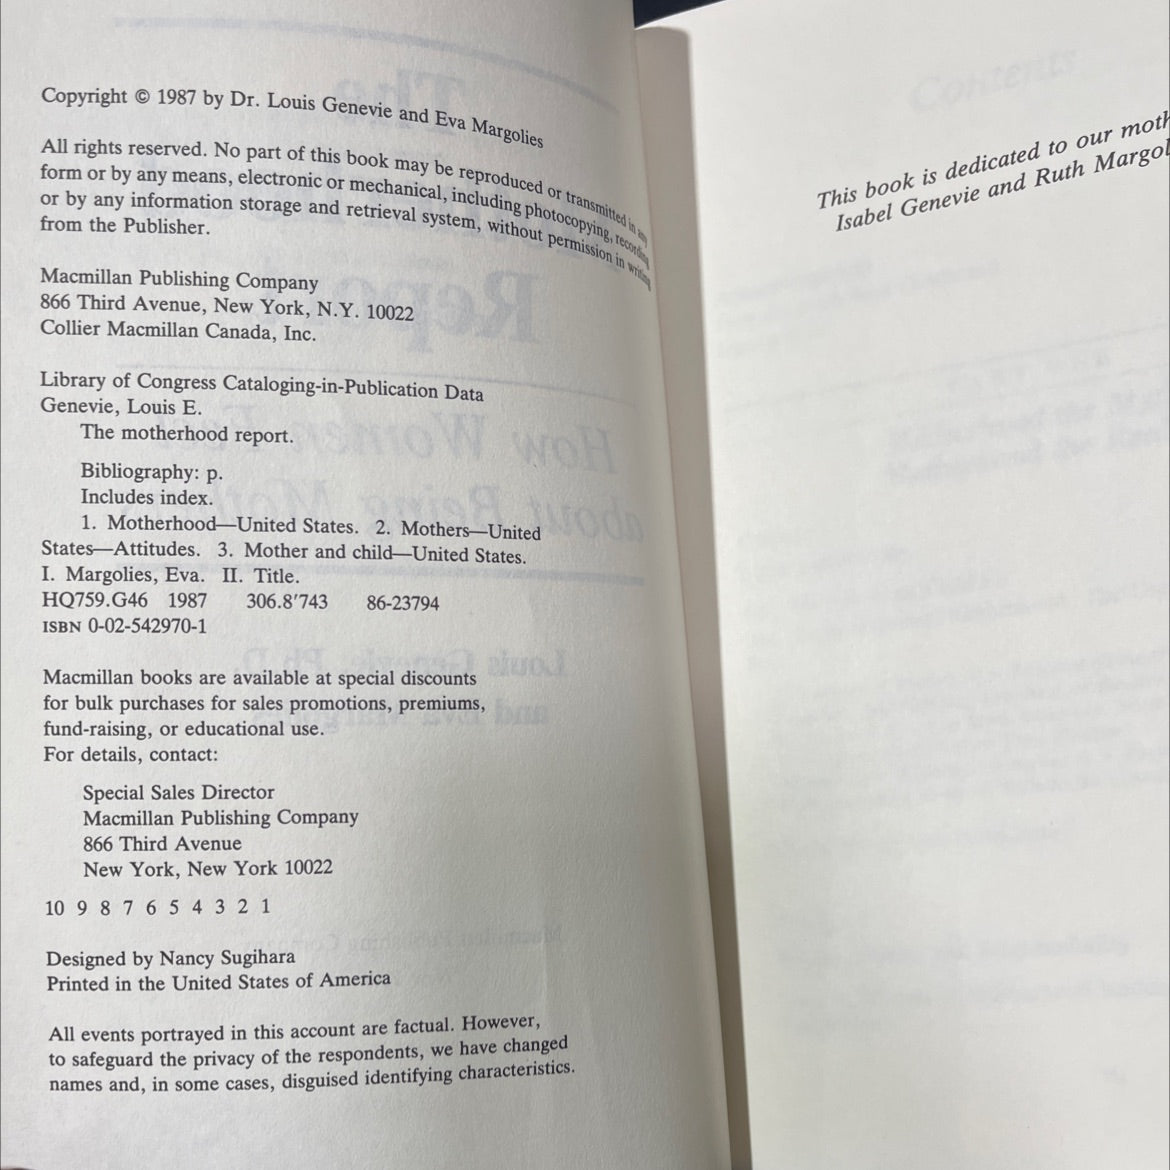 Copyright © 1987 by Dr. Louis Genevie and Eva Margolies
All rights reserved. No part of this book may be reproduced or transmitted in any
form or by any means, electronic or mechanical, including photocopying, recording
or by any information storage and retrieval system, without permission in writing
from the Publisher.
Macmillan Publishing Company
866 Third Avenue, New York, N.Y. 10022
Collier Macmillan Canada, Inc.
Library of Congress Cataloging-in-Publication Data
Genevie, Louis E.
The motherhood report.
Bibliography: p.
Includes index.
1. Motherhood—United States. 2. Mothers—United
States—Attitudes. 3. Mother and child—United States.
I. Margolies, Eva. II. Title.
HQ759.G46 1987 306.8'743 86-23794
ISBN 0-02-542970-1
Macmillan books are available at special discounts
for bulk purchases for sales promotions, premiums,
fund-raising, or educational use.
For details, contact:
Special Sales Director
Macmillan Publishing Company
866 Third Avenue
New York, New York 10022
10 9 8 7 6 5 4 3 2 1
Designed by Nancy Sugihara
Printed in the United States of America
All events portrayed in this account are factual. However,
to safeguard the privacy of the respondents, we have changed
names and, in some cases, disguised identifying characteristics.
Contents
This book is dedicated to our moth
Isabel Genevie and Ruth Margol